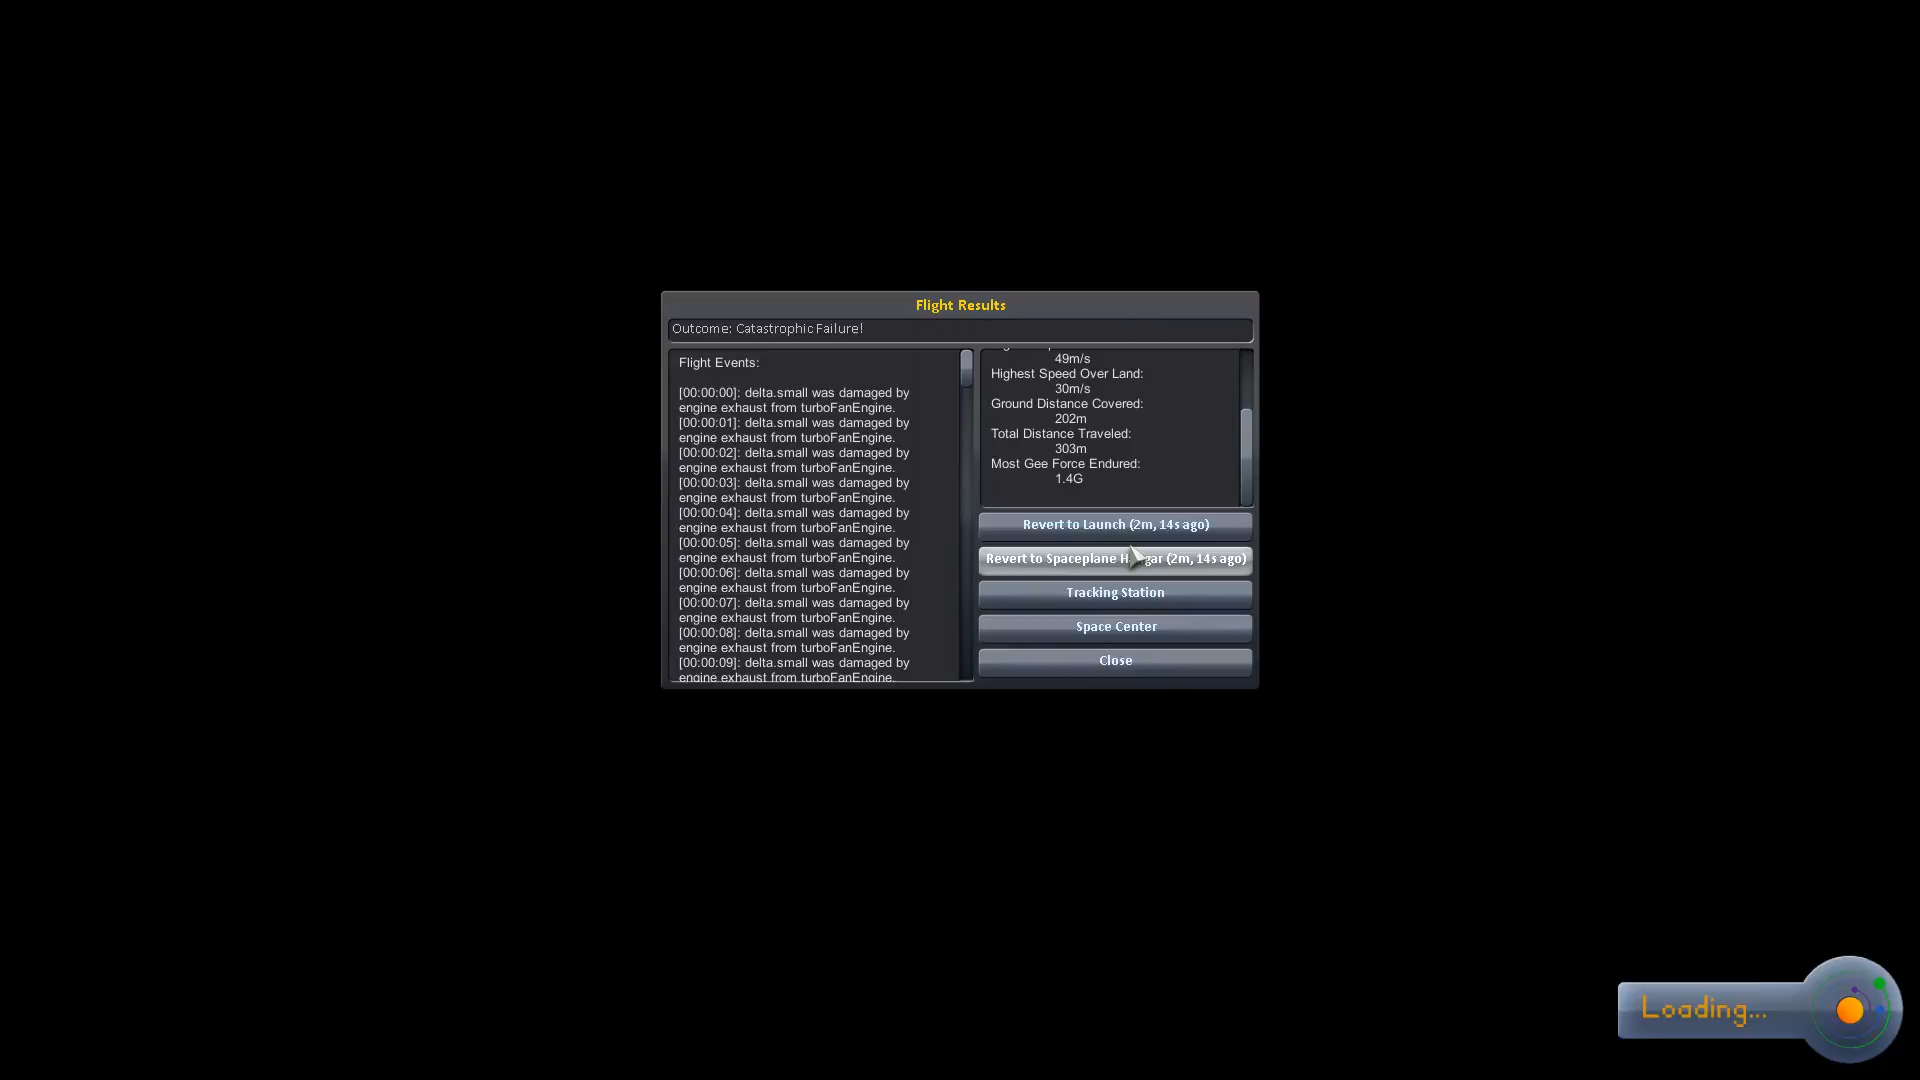 Flight Results
Outcome: Catastrophic Failure!
Flight Events:
[00:00:00]: delta.small was damaged by
engine exhaust from turboFanEngine.
[00:00:01]: delta.small was damaged by
engine exhaust from turboFanEngine.
[00:00:02]: delta.small was damaged by
engine exhaust from turboFanEngine.
[00:00:03]: delta.small was damaged by
engine exhaust from turboFanEngine.
[00:00:04]: delta.small was damaged by
engine exhaust from turboFanEngine.
[00:00:05]: delta.small was damaged by
engine exhaust from turboFanEngine.
[00:00:06]: delta.small was damaged by
engine exhaust from turboFanEngine.
[00:00:07]: delta.small was damaged by
engine exhaust from turboFanEngine.
[00:00:08]: delta.small was damaged by
engine exhaust from turboFanEngine.
[00:00:09]: delta.small was damaged by
engine exhaust from turboFanEngine.
49m/s
Highest Speed Over Land:
30m/s
Ground Distance Covered:
202m
Total Distance Traveled:
303m
Most Gee Force Endured:
1.4G
Revert to Launch (2m, 14s ago)
Revert to Spaceplane (2m, 14s ago)
Tracking Station
Space Center
Close
Loading...